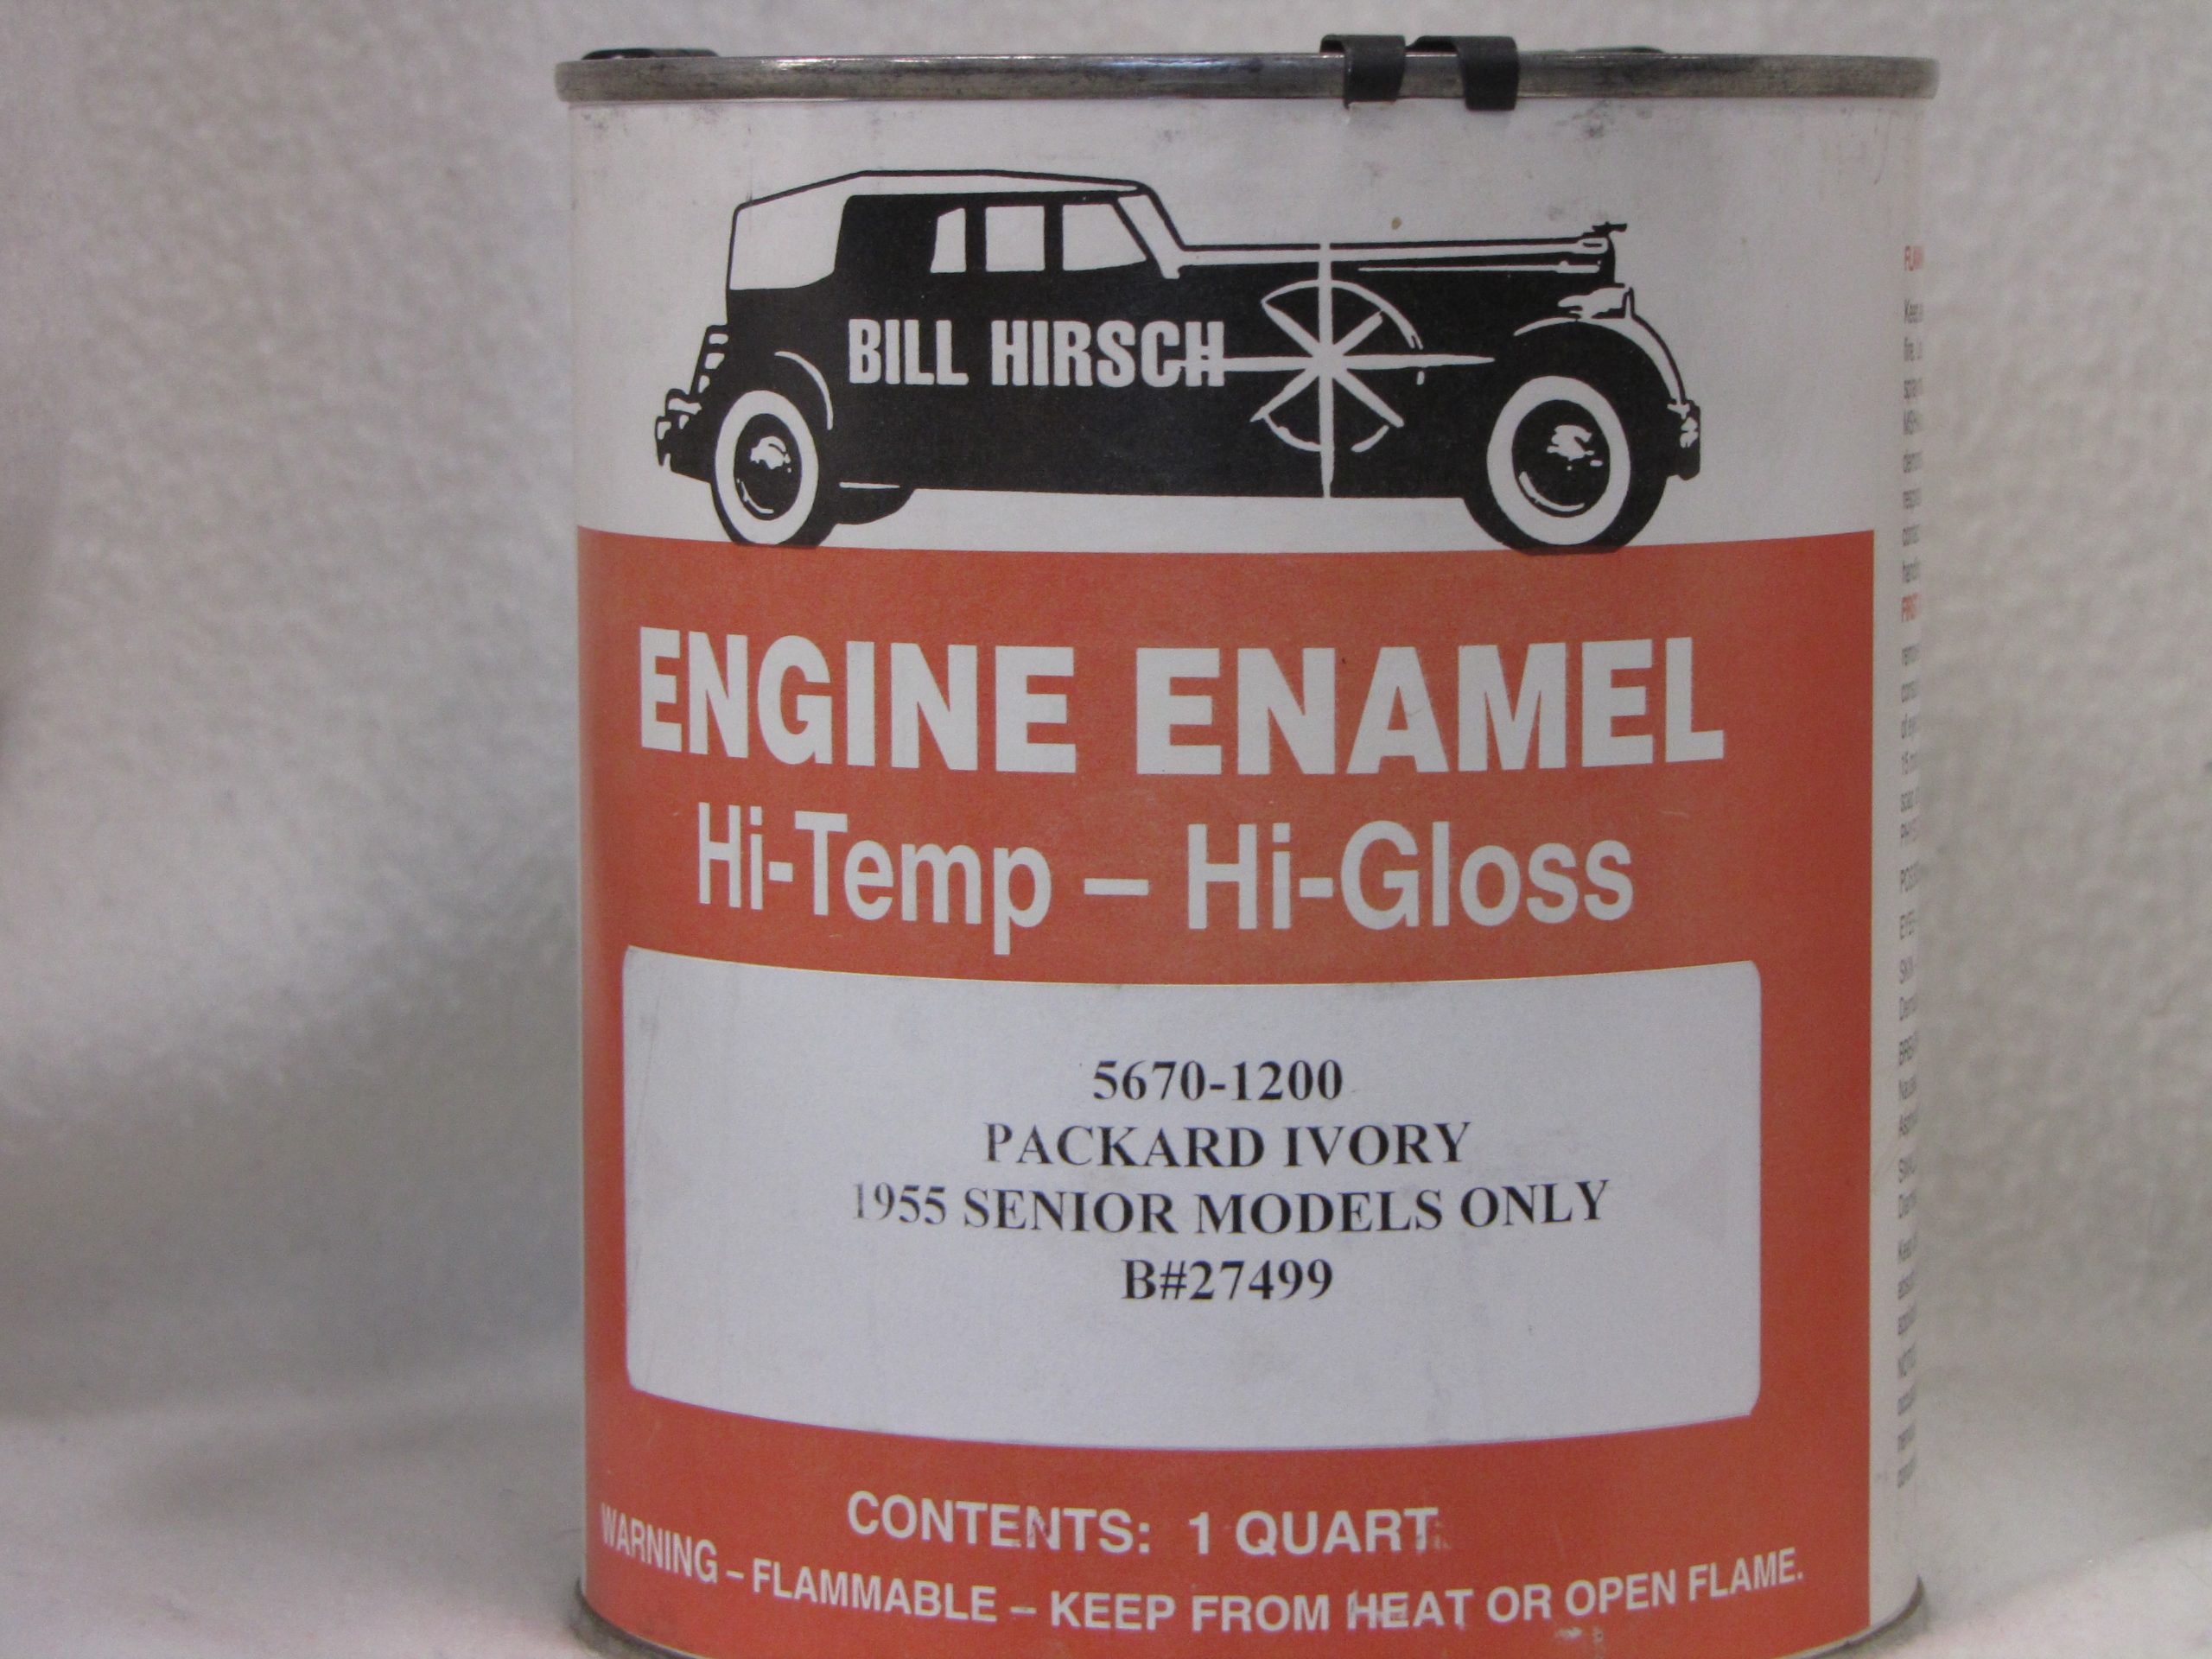 BILL HIRSCH
ENGINE ENAMEL
Hi-Temp – Hi-Gloss
5670-1200
PACKARD IVORY
1955 SENIOR MODELS ONLY
B#27499
CONTENTS: 1 QUART
WARNING – FLAMMABLE – KEEP FROM HEAT OR OPEN FLAME.